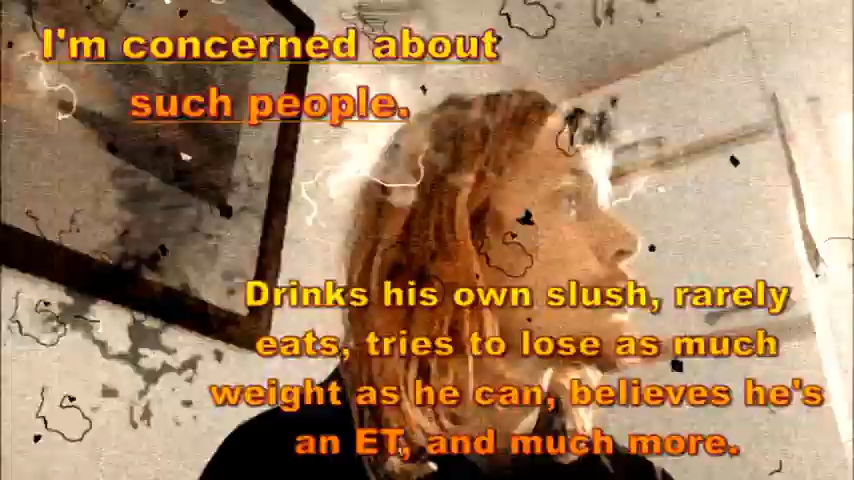 I'm concerned about
such people.
Drinks his own slush, rarely
eats, tries to lose as much
weight as he can, believes he's
an ET, and much more.